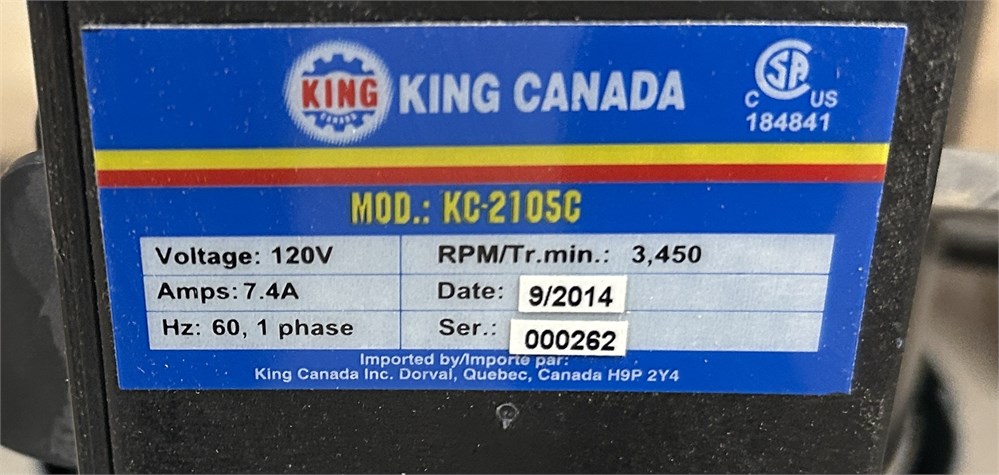 KING
CANADA
KING CANADA
C US
184841
MOD.: KC-2105C
Voltage: 120V RPM/Tr.min.: 3,450
Amps: 7.4A Date: 9/2014
Hz: 60, 1 phase Ser.: 000262
Imported by/Importé par:
King Canada Inc. Dorval, Quebec, Canada H9P 2Y4